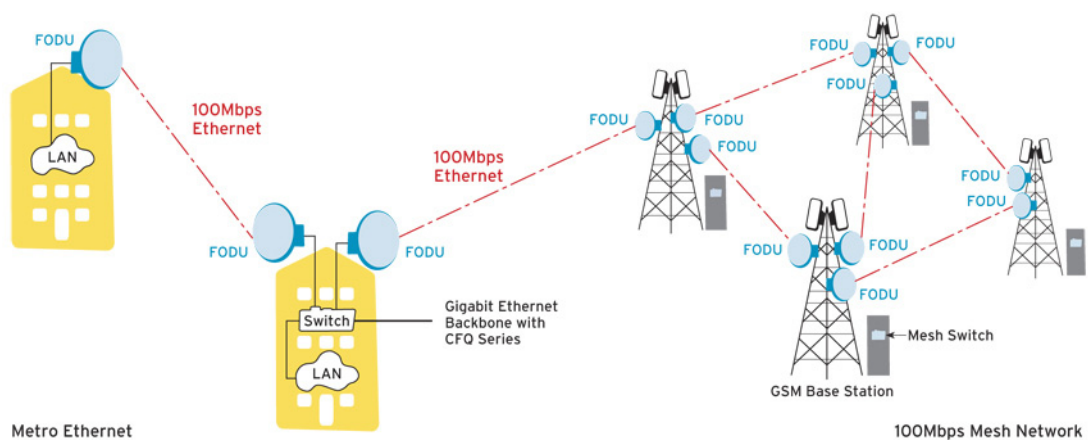 FODU
LAN
100Mbps
Ethernet
FODU
FODU
Switch
LAN
Gigabit Ethernet
Backbone with
CFQ Series
100Mbps
Ethernet
FODU
FODU
FODU
FODU
FODU
FODU
FODU
FODU
FODU
FODU
FODU
FODU
Mesh Switch
GSM Base Station
Metro Ethernet
100Mbps Mesh Network